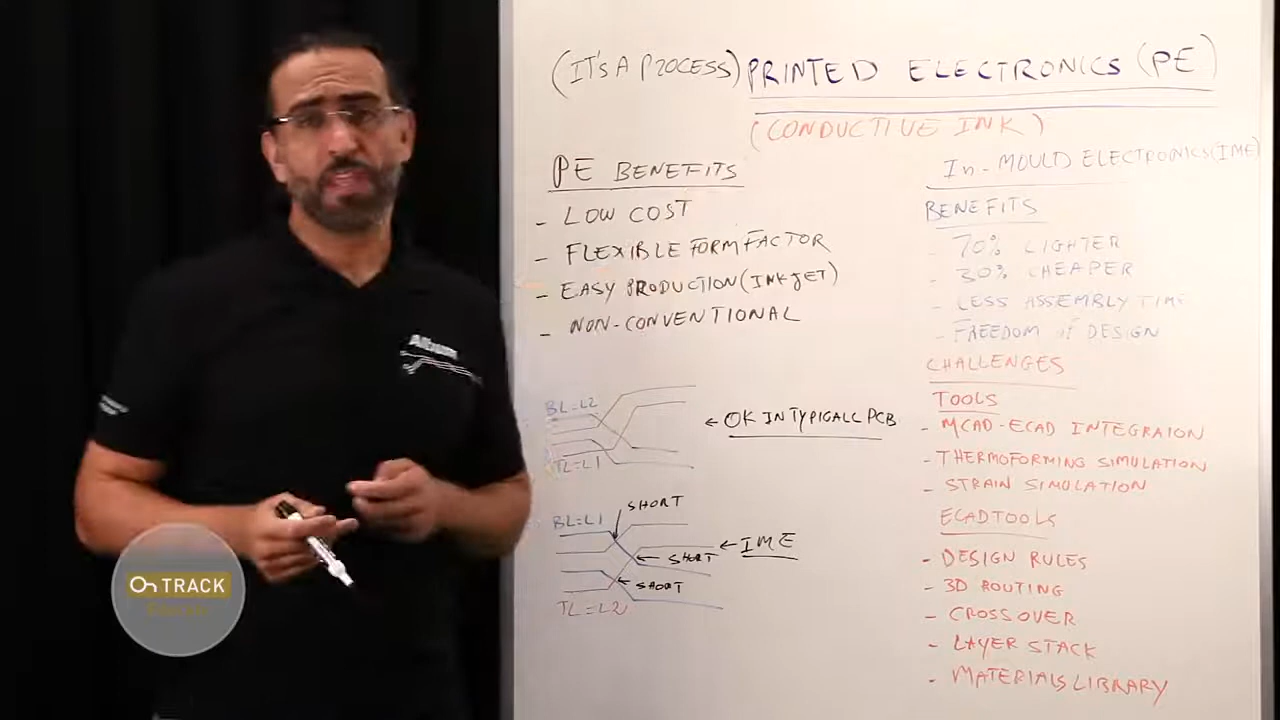 (IT'S A PROCESS) PRINTED ELECTRONICS (PE)
(CONDUCTIVE INK)
PE BENEFITS
- LOW COST
- FLEXIBLE FORM FACTOR
- EASY PRODUCTION (INKJET)
- NON-CONVENTIONAL
BL=L2
TL=L1
← OK IN TYPICALL PCB
BL=L1
SHORT
← SHORT
← SHORT
TL=L2
← IME
In-MOULD ELECTRONICS (IME)
BENEFITS
- 70% LIGHTER
- 30% CHEAPER
- LESS ASSEMBLY TIME
- FREEDOM of DESIGN
CHALLENGES
TOOLS
- MCAD-ECAD INTEGRAION
- THERMOFORMING SIMULATION
- STRAIN SIMULATION
ECAD TOOLS
- DESIGN RULES
- 3D ROUTING
- CROSSOVER
- LAYER STACK
- MATERIALS LIBRARY
Altium
On TRACK